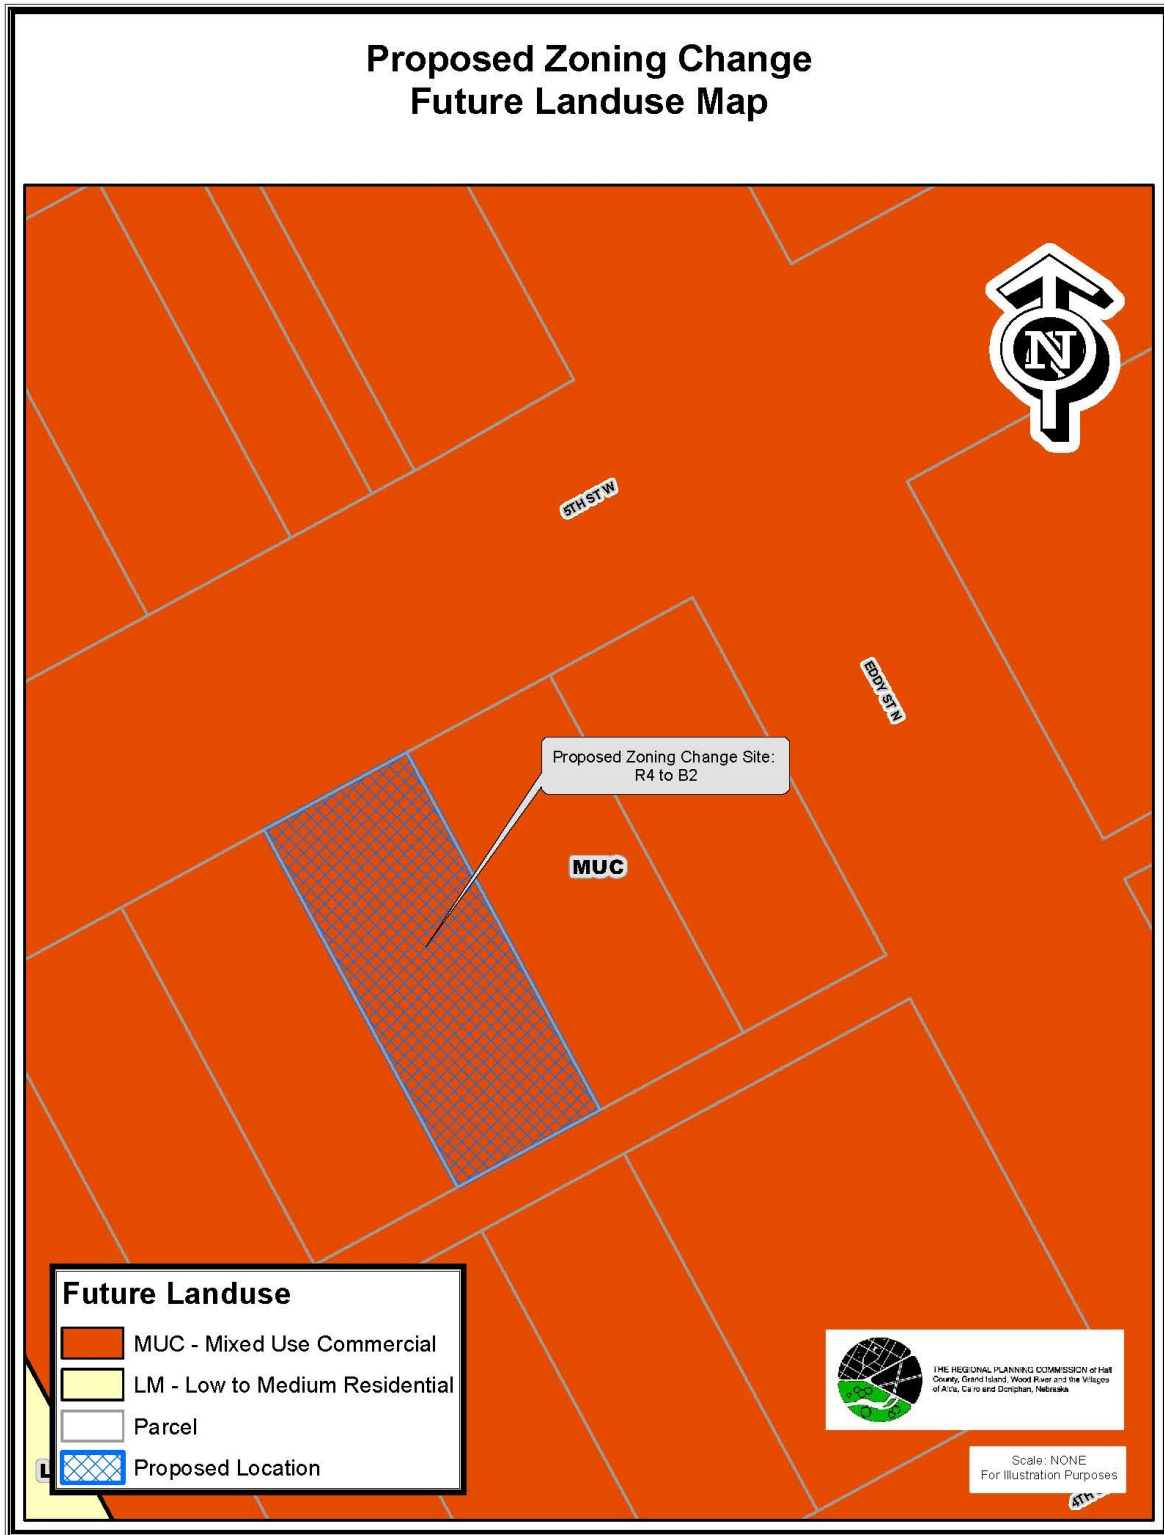 Proposed Zoning Change
Future Landuse Map
N
5TH ST W
EDDY ST N
Proposed Zoning Change Site:
R4 to B2
MUC
Future Landuse
MUC - Mixed Use Commercial
LM - Low to Medium Residential
Parcel
Proposed Location
L
THE REGIONAL PLANNING COMMISSION of Hall
County, Grand Island, Wood River and the Villages
of Alda, Cairo and Doniphan, Nebraska
Scale: NONE
For Illustration Purposes
4TH